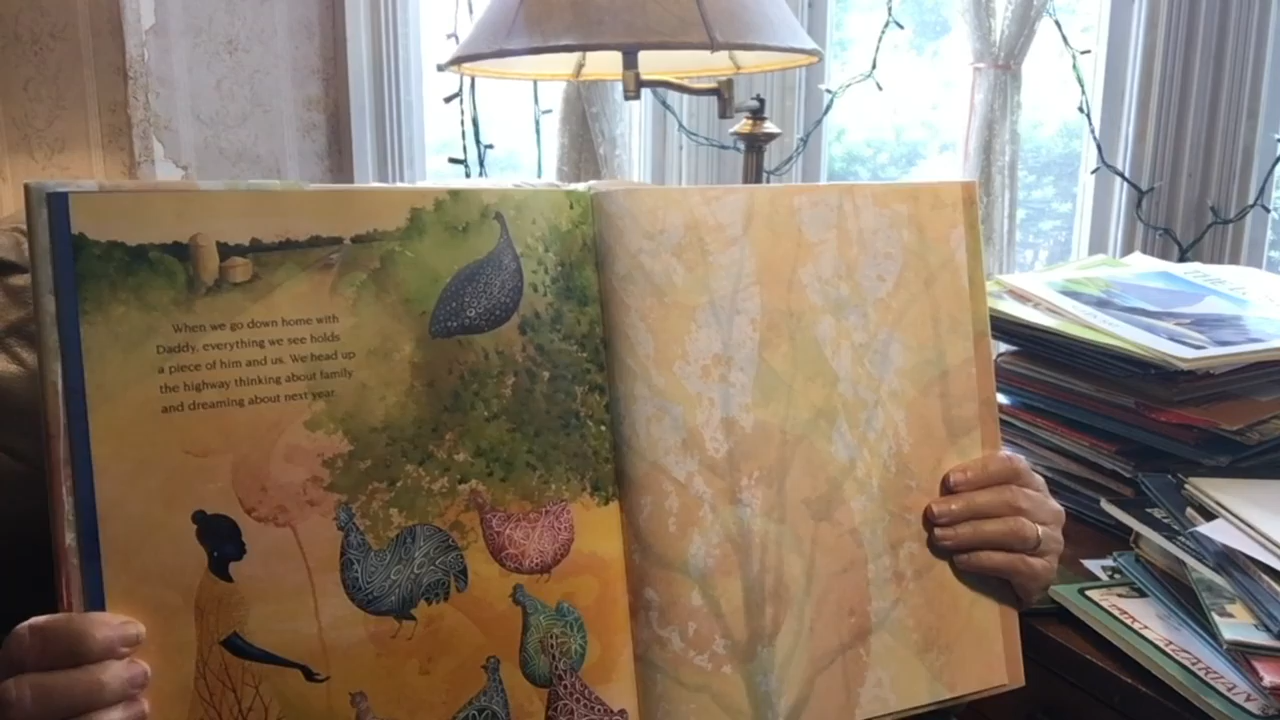 When we go down home with
Daddy, everything we see holds
a piece of him and us. We head up
the highway thinking about family
and dreaming about next year.
AZARIAN